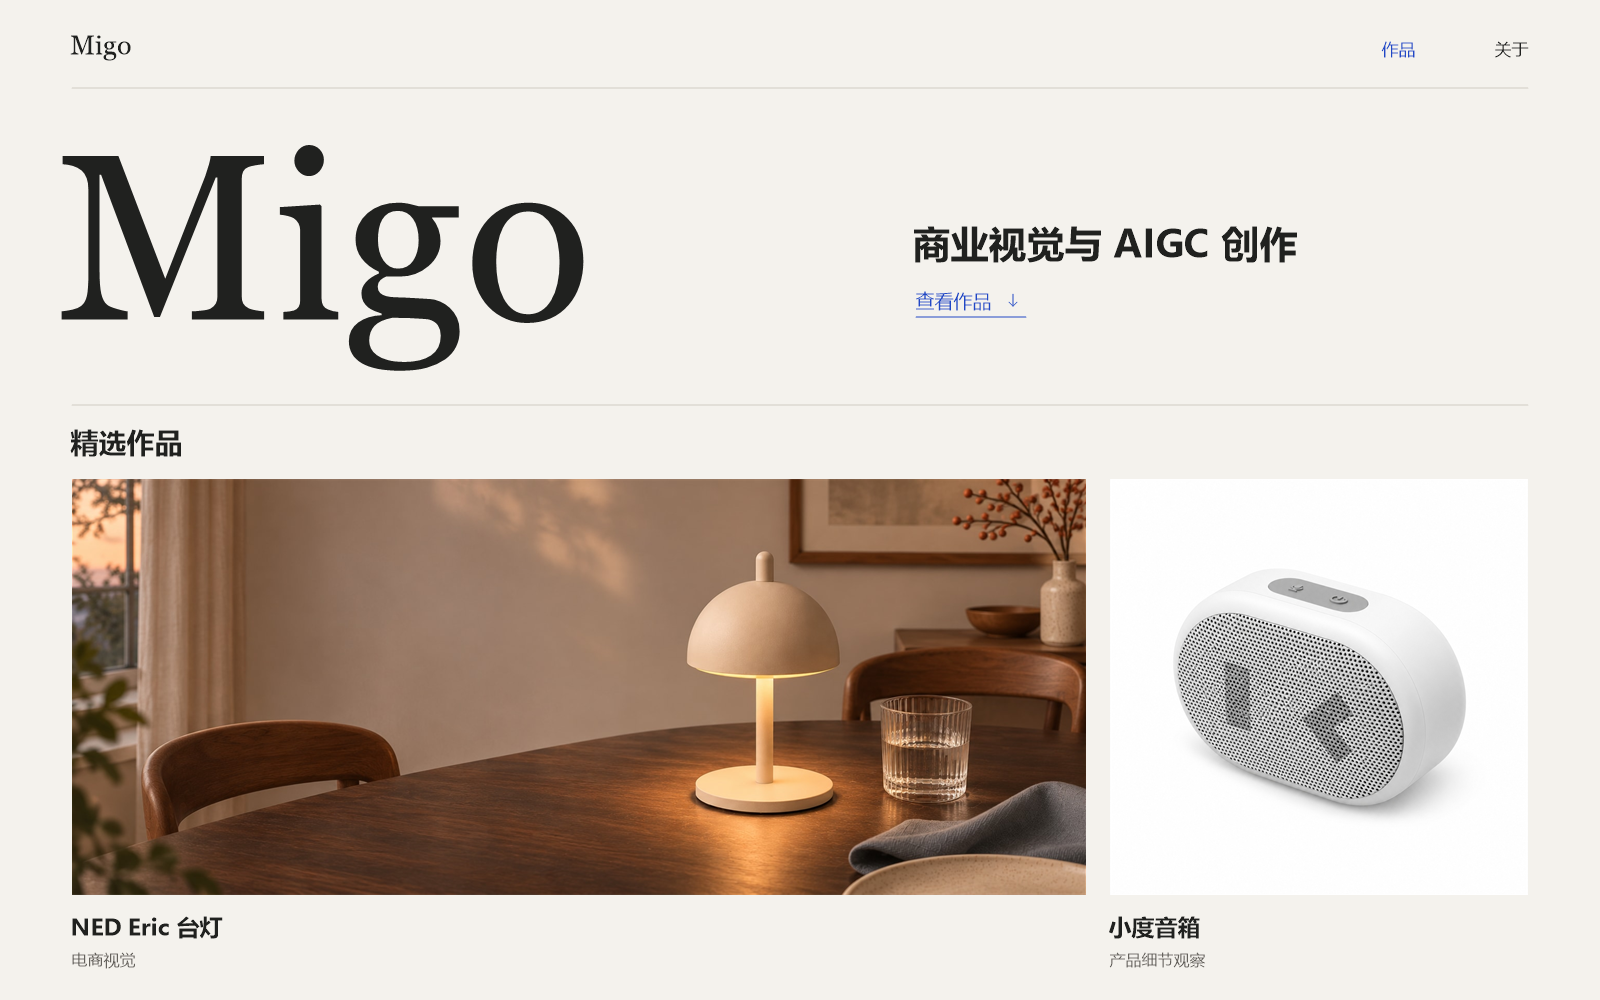 Migo
作品
关于
Migo
商业视觉与 AIGC 创作
查看作品 ↓
精选作品
NED Eric 台灯
电商视觉
小度音箱
产品细节观察